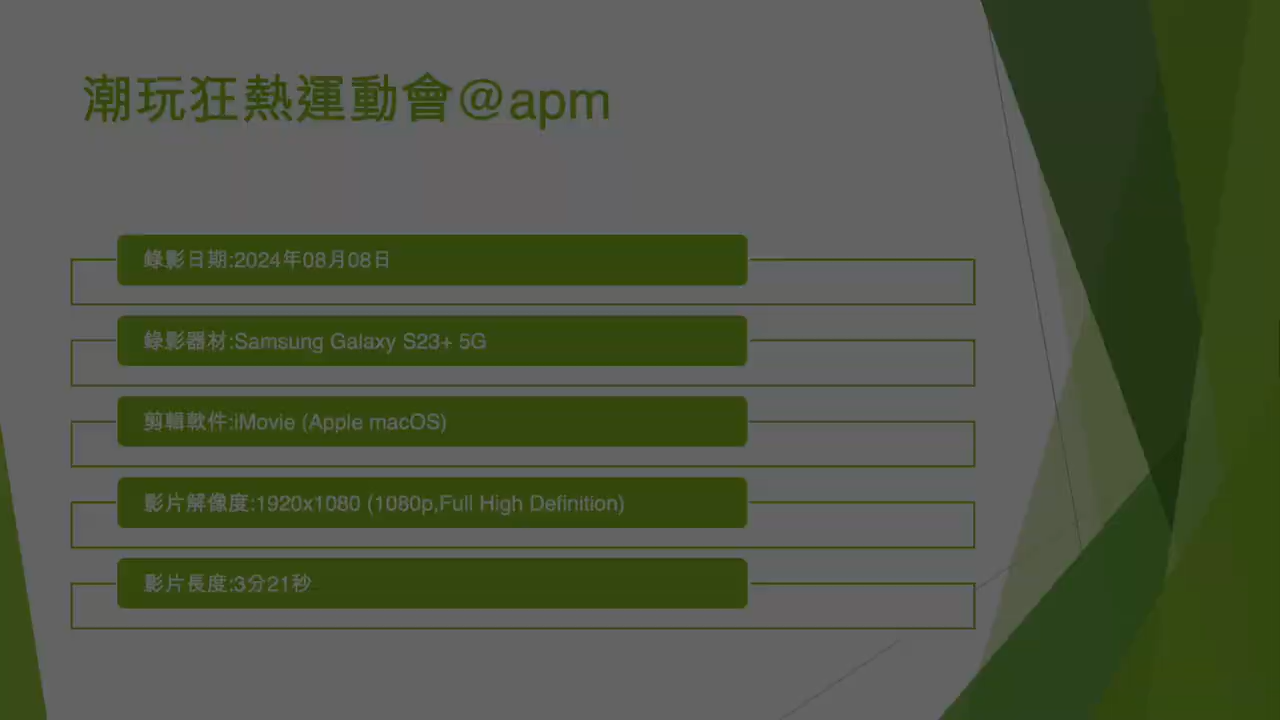 潮玩狂熱運動會@apm
錄影日期:2024年08月08日
錄影器材:Samsung Galaxy S23+ 5G
剪輯軟件:iMovie (Apple macOS)
影片解像度:1920x1080 (1080p,Full High Definition)
影片長度:3分21秒